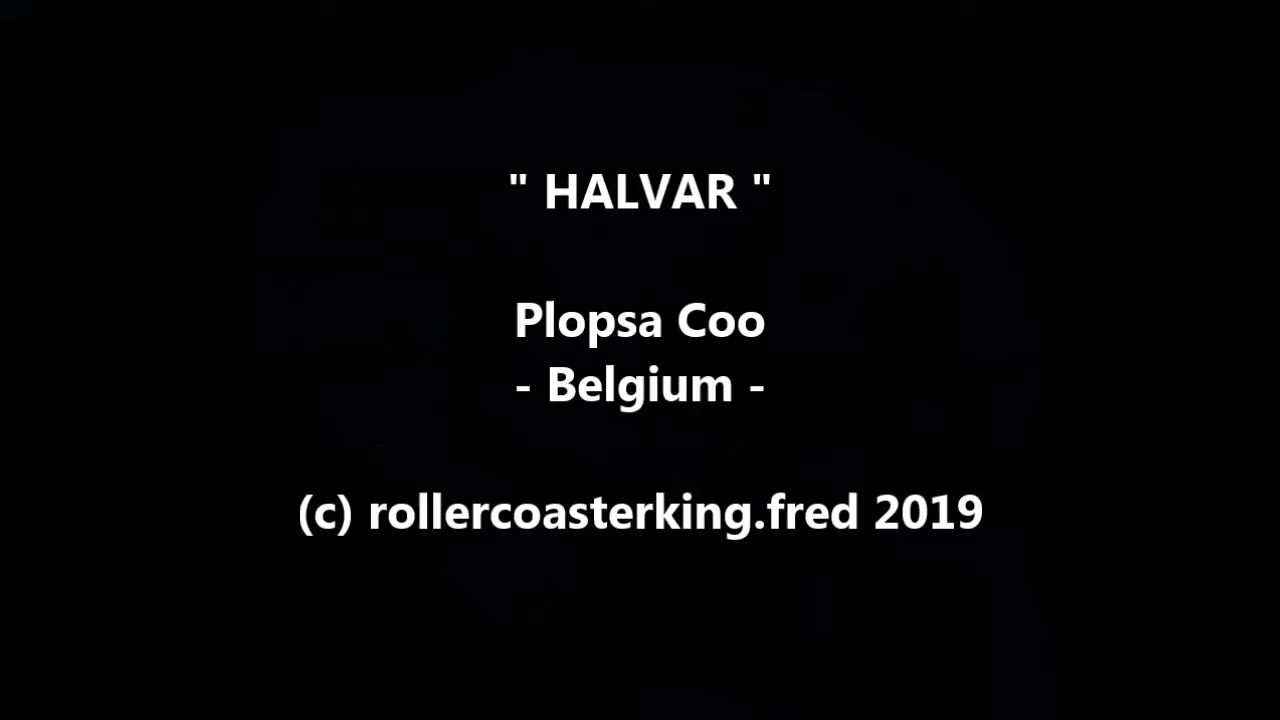 " HALVAR "
Plopsa Coo
- Belgium -
(c) rollercoasterking.fred 2019